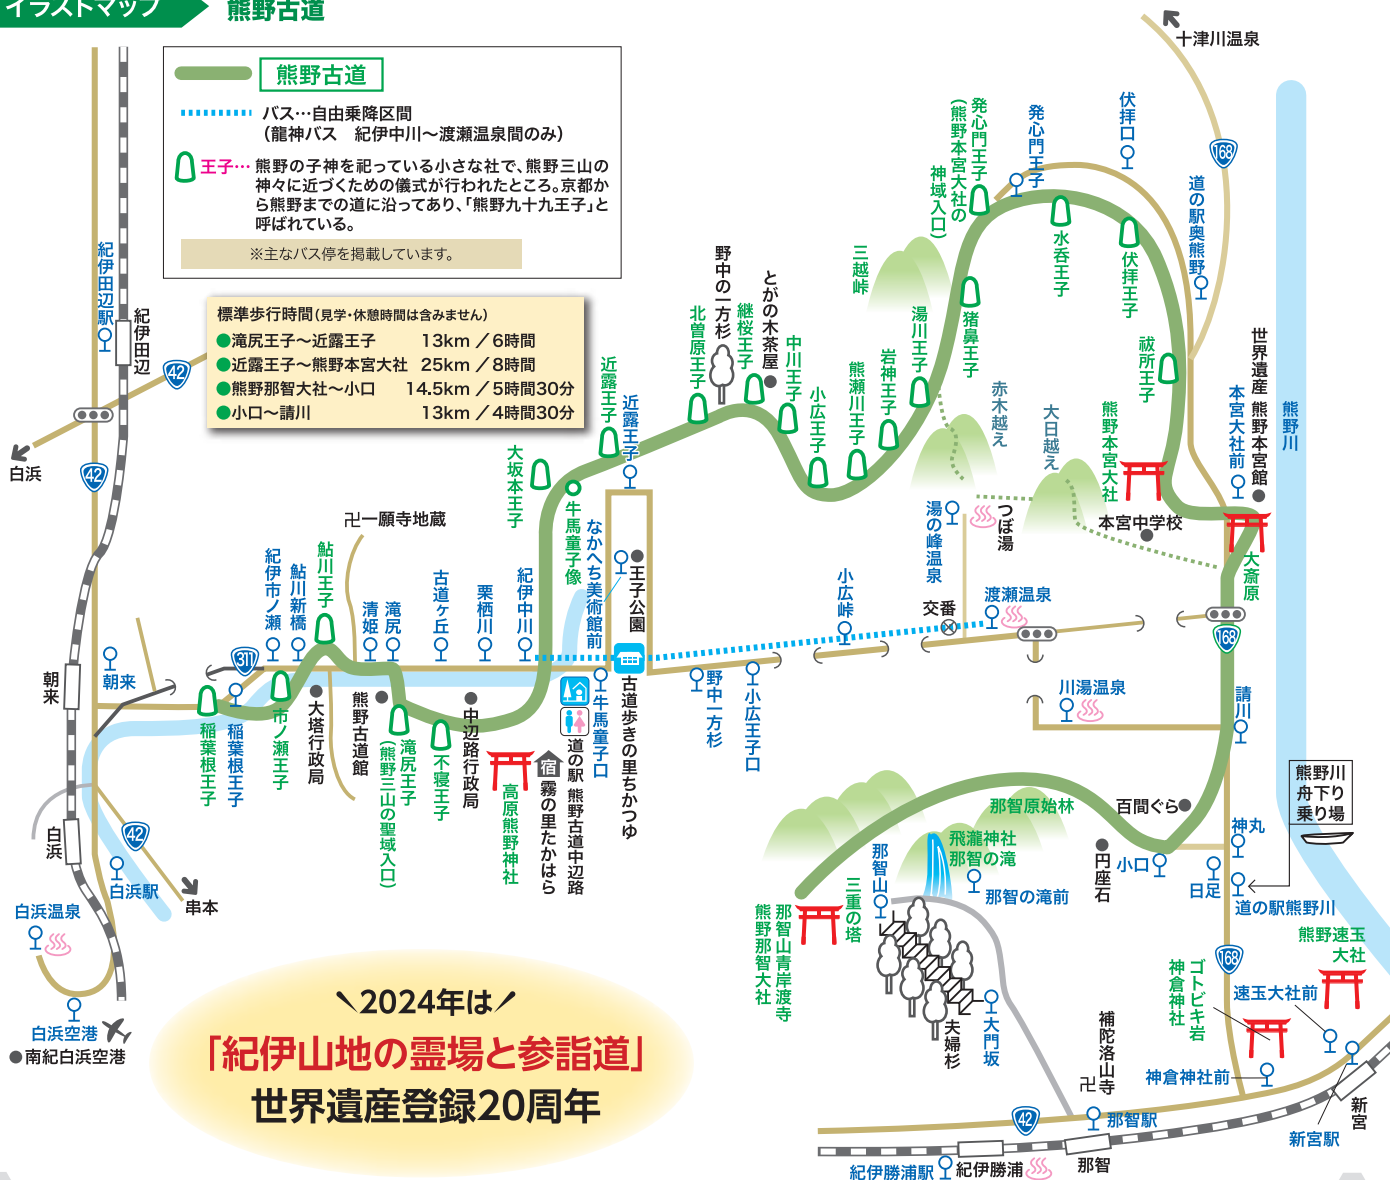 イラストマップ
熊野古道
熊野古道
バス…自由乗降区間
（龍神バス　紀伊中川～渡瀬温泉間のみ）
王子…熊野の子神を祀っている小さな社で、熊野三山の
神々に近づくための儀式が行われたところ。京都か
ら熊野までの道に沿ってあり、「熊野九十九王子」と
呼ばれている。
※主なバス停を掲載しています。
標準歩行時間（見学・休憩時間は含みません）
●滝尻王子～近露王子　13km ／6時間
●近露王子～熊野本宮大社　25km ／8時間
●熊野那智大社～小口　14.5km ／5時間30分
●小口～請川　13km ／4時間30分
十津川温泉
168
熊野川
伏拝口
発心門王子
発心門王子
（熊野本宮大社の
神域入口）
道の駅奥熊野
水呑王子
伏拝王子
祓所王子
三越峠
猪鼻王子
湯川王子
岩神王子
熊瀬川王子
小広王子
中川王子
とがの木茶屋
継桜王子
野中の一方杉
北曽原王子
近露王子
近露王子
大坂本王子
牛馬童子像
なかへち美術館前
王子公園
赤木越え
大日越え
熊野本宮大社
本宮大社前
世界遺産 熊野本宮館
本宮中学校
大斎原
湯の峰温泉
つぼ湯
渡瀬温泉
交番
小広峠
168
川湯温泉
請川
紀伊田辺駅
紀伊田辺
42
白浜
42
卍一願寺地蔵
鮎川王子
紀伊市ノ瀬
鮎川新橋
清姫
滝尻
古道ヶ丘
栗栖川
紀伊中川
311
朝来
朝来
稲葉根王子
稲葉根王子
市ノ瀬王子
大塔行政局
熊野古道館
滝尻王子
（熊野三山の聖域入口）
不寝王子
中辺路行政局
高原熊野神社
宿
霧の里たかはら
道の駅 熊野古道中辺路
牛馬童子口
古道歩きの里ちかつゆ
野中一方杉
小広王子口
白浜
42
白浜駅
串本
白浜温泉
白浜空港
南紀白浜空港
那智原始林
百間ぐら
円座石
小口
日足
神丸
道の駅熊野川
熊野川
舟下り
乗り場
飛瀧神社
那智の滝
那智の滝前
那智山
三重の塔
那智山青岸渡寺
熊野那智大社
夫婦杉
大門坂
168
熊野速玉
大社
速玉大社前
ゴトビキ岩
神倉神社
神倉神社前
補陀洛山寺
卍
42
那智駅
那智
紀伊勝浦駅
紀伊勝浦
新宮駅
新宮
＼2024年は／
「紀伊山地の霊場と参詣道」
世界遺産登録20周年